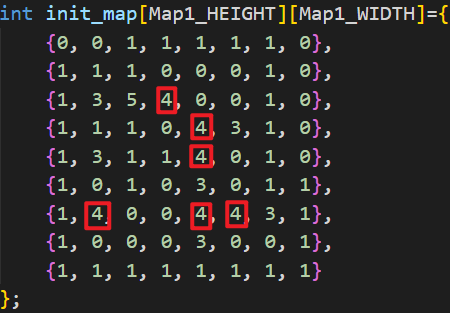 int init_map[Map1_HEIGHT][Map1_WIDTH]={
{0, 0, 1, 1, 1, 1, 1, 0},
{1, 1, 1, 0, 0, 0, 1, 0},
{1, 3, 5, 4, 0, 0, 1, 0},
{1, 1, 1, 0, 4, 3, 1, 0},
{1, 3, 1, 1, 4, 0, 1, 0},
{1, 0, 1, 0, 3, 0, 1, 1},
{1, 4, 0, 0, 4, 4, 3, 1},
{1, 0, 0, 0, 3, 0, 0, 1},
{1, 1, 1, 1, 1, 1, 1, 1}
};